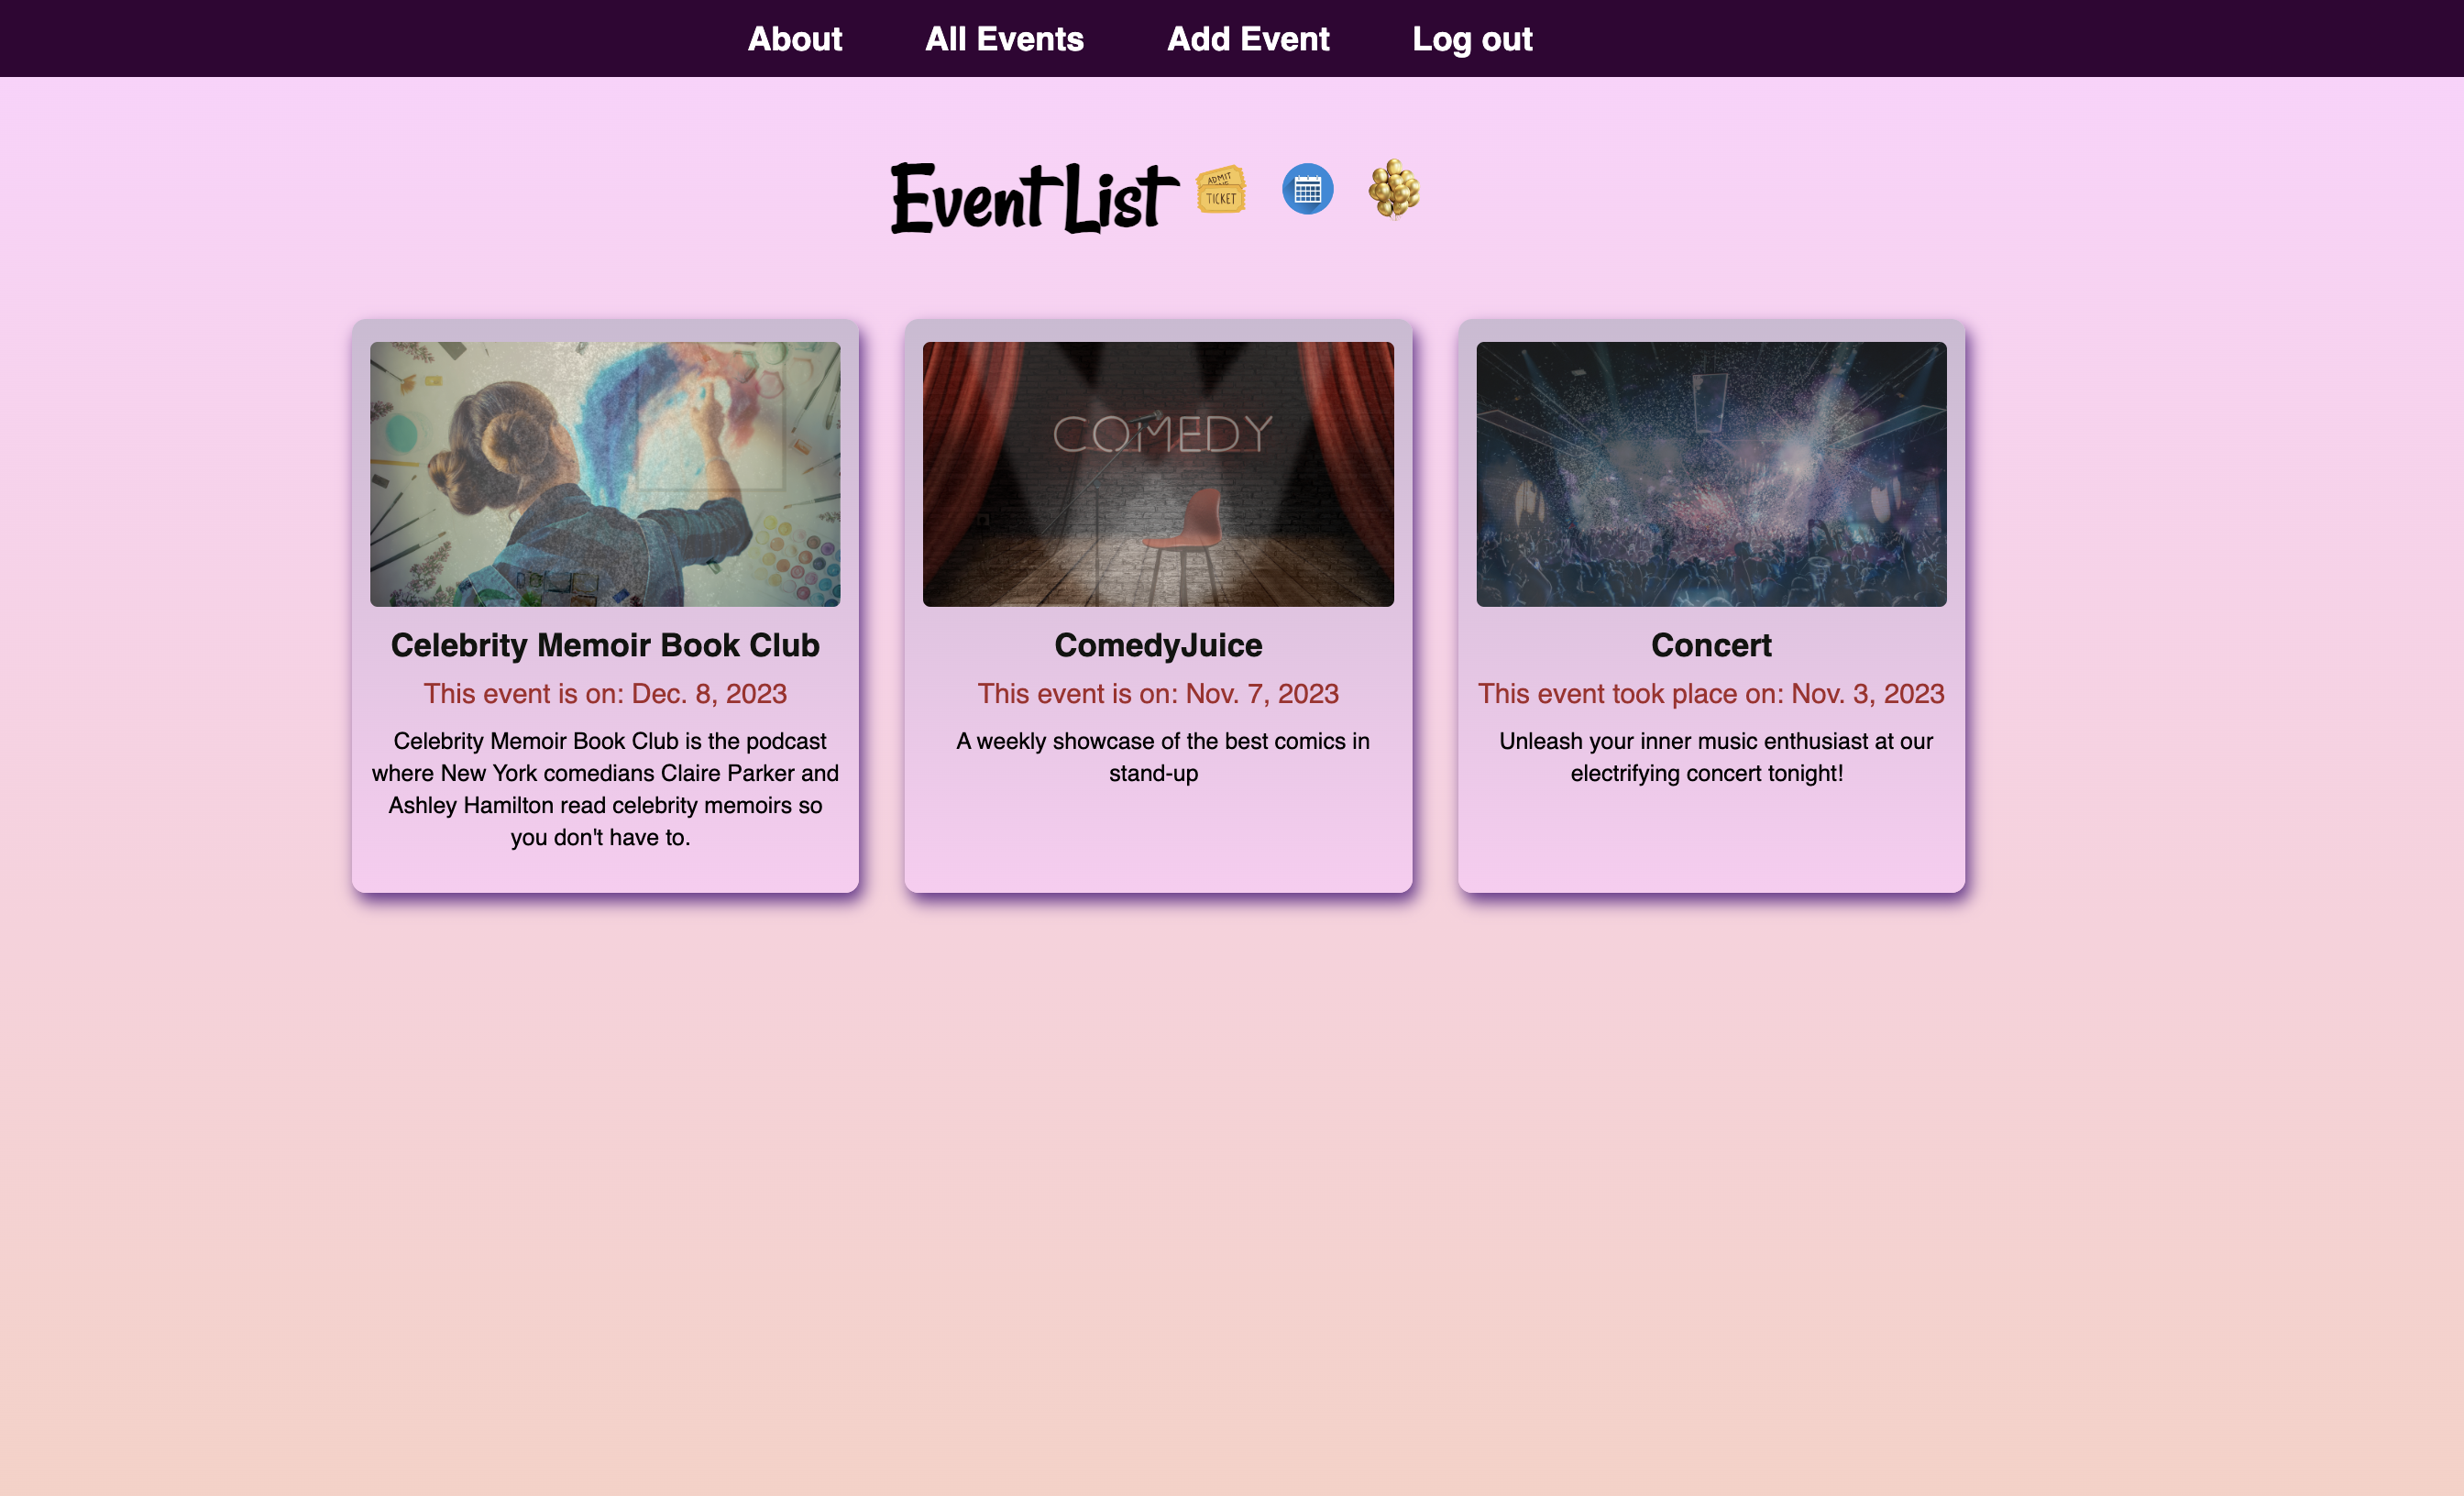 About All Events Add Event Log out
Event List
ADMIT
TICKET
COMEDY
Celebrity Memoir Book Club
This event is on: Dec. 8, 2023
Celebrity Memoir Book Club is the podcast
where New York comedians Claire Parker and
Ashley Hamilton read celebrity memoirs so
you don't have to.
ComedyJuice
This event is on: Nov. 7, 2023
A weekly showcase of the best comics in
stand-up
Concert
This event took place on: Nov. 3, 2023
Unleash your inner music enthusiast at our
electrifying concert tonight!